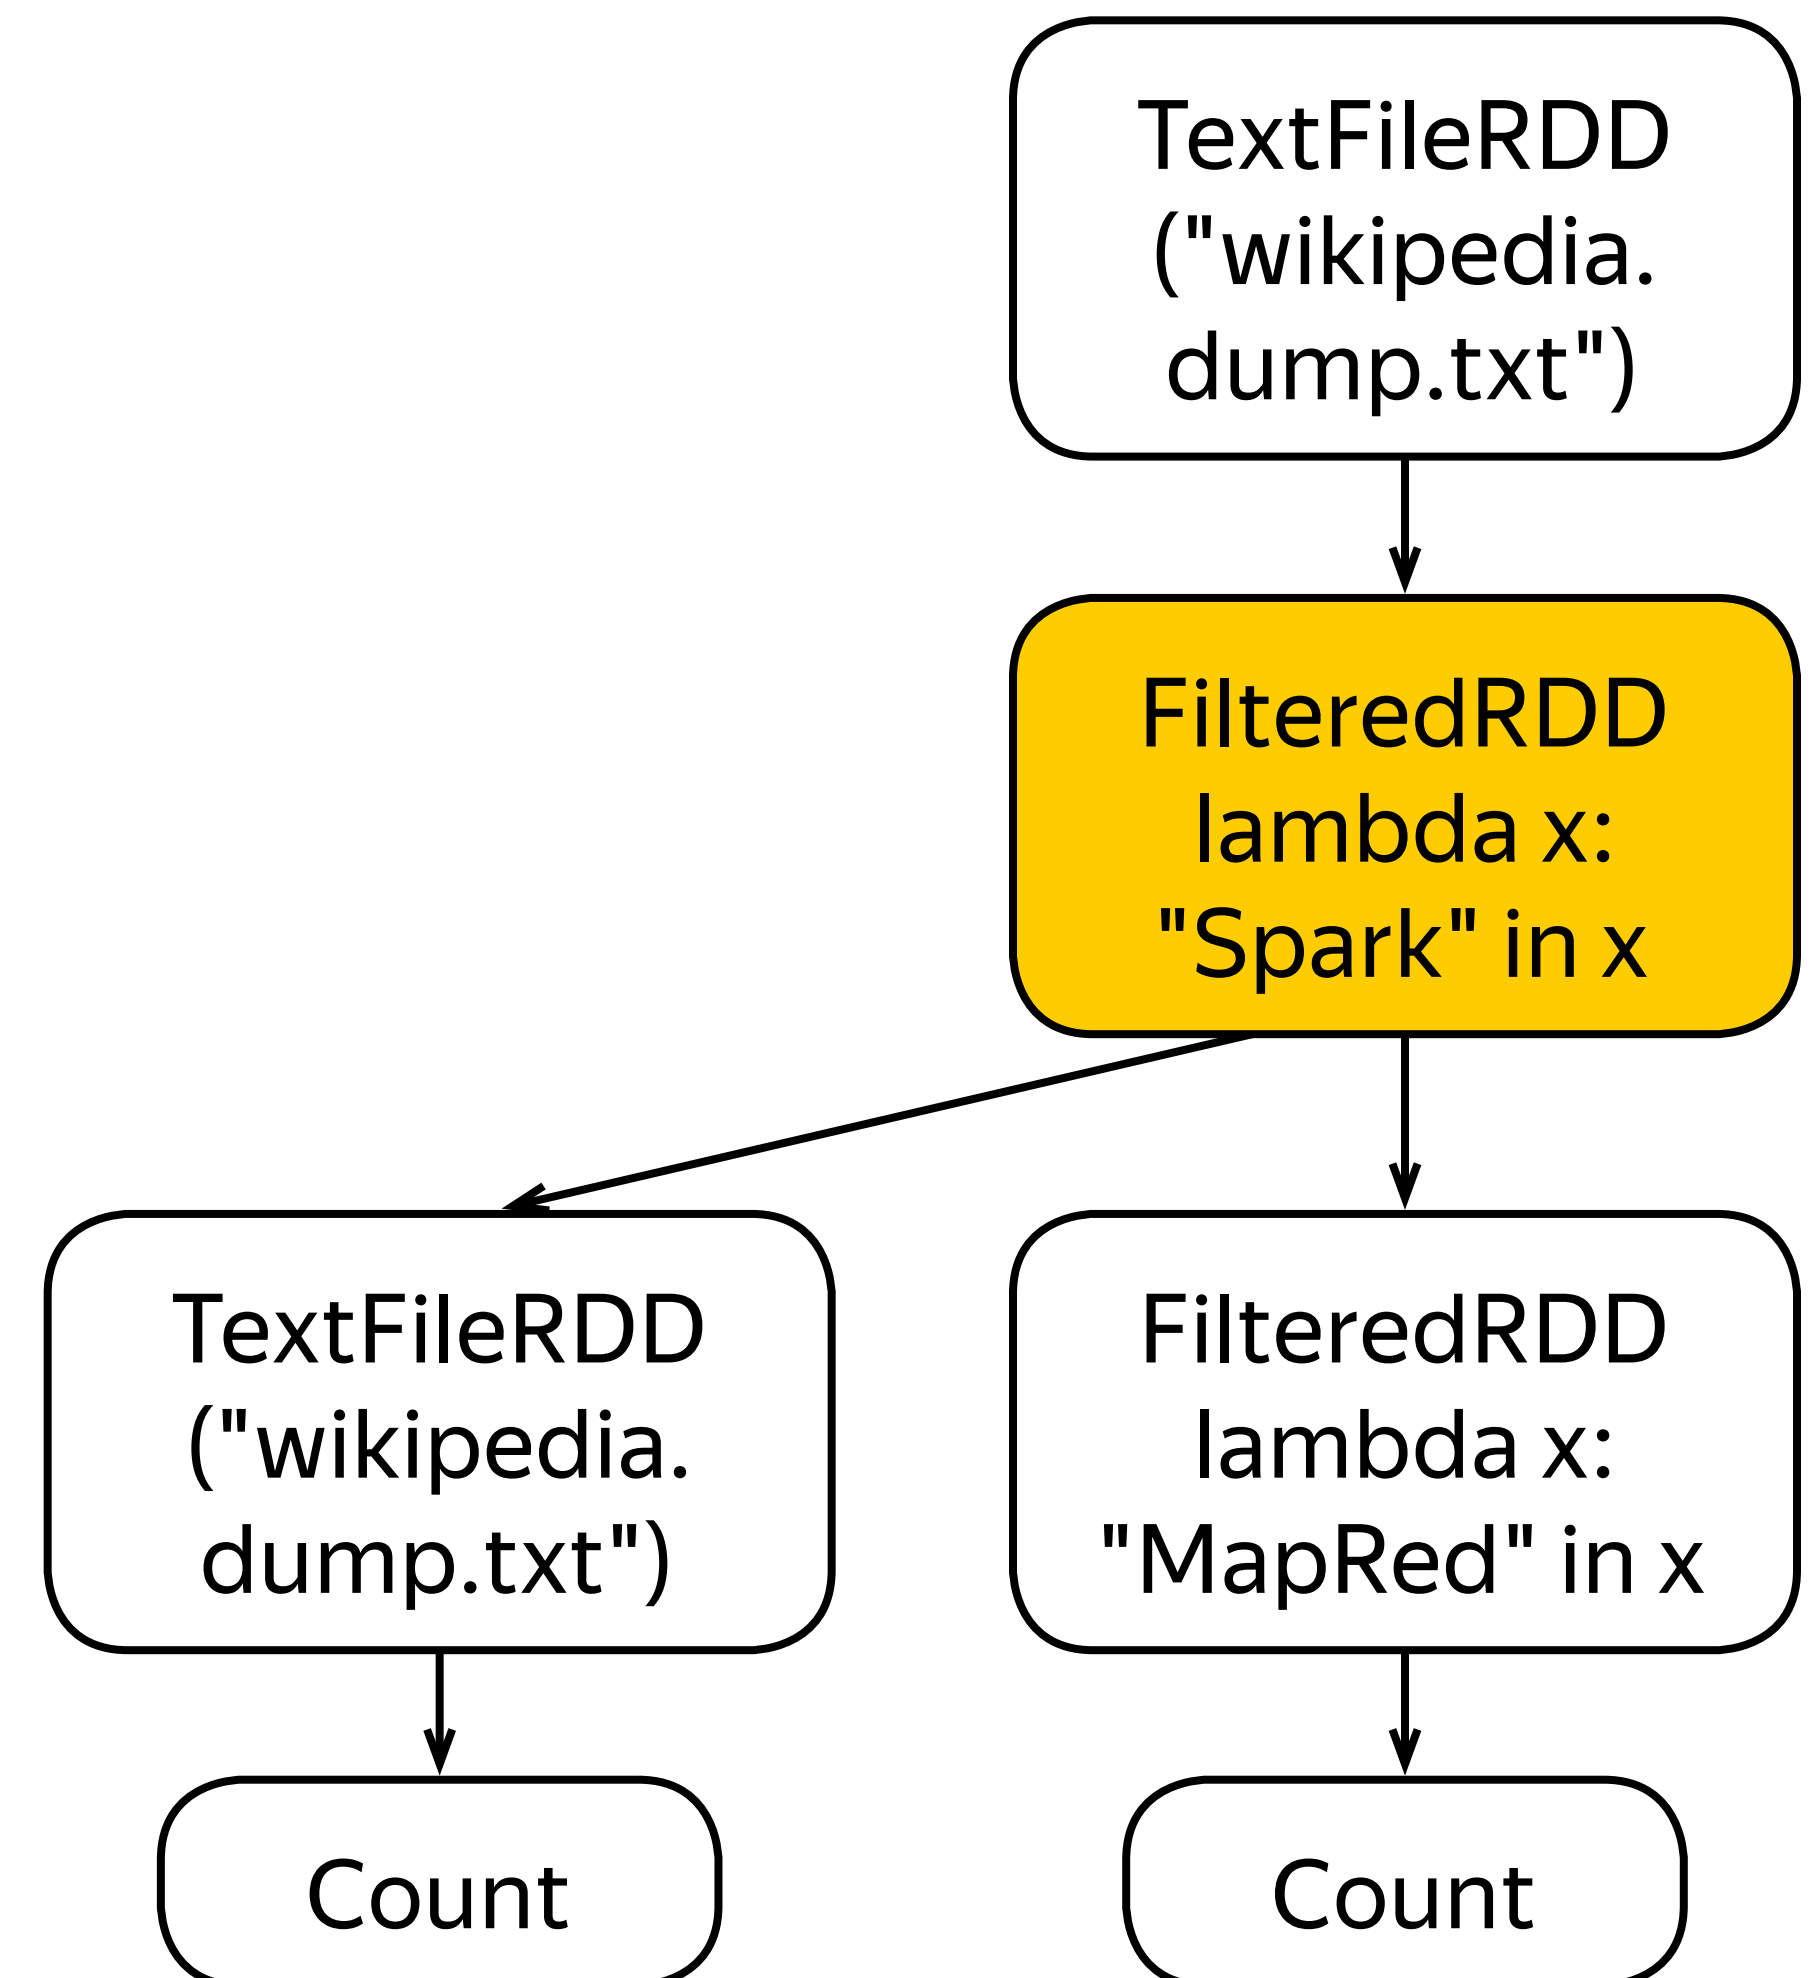 TextFileRDD
("wikipedia.
dump.txt")
FilteredRDD
lambda x:
"Spark" in x
TextFileRDD
("wikipedia.
dump.txt")
FilteredRDD
lambda x:
"MapRed" in x
Count
Count